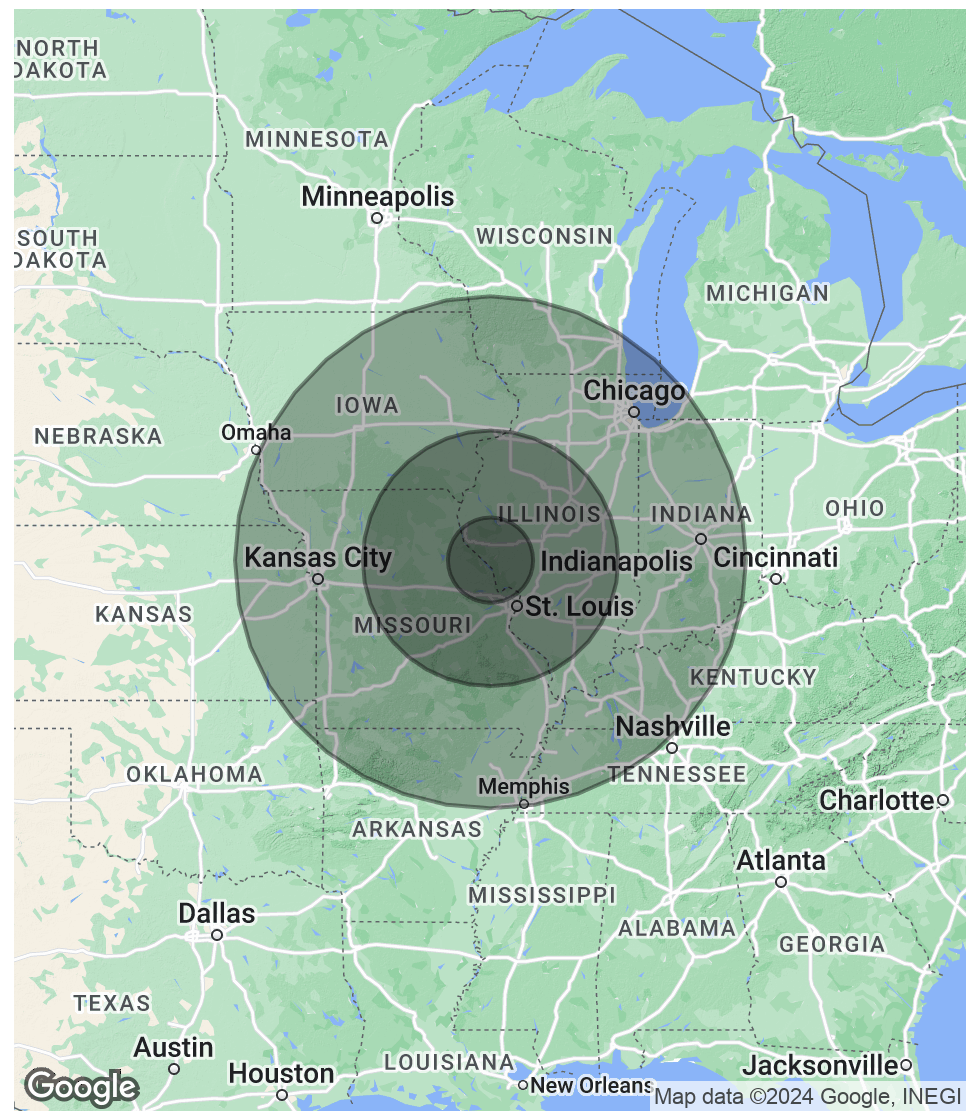 NORTH
DAKOTA
MINNESOTA
Minneapolis
WISCONSIN
SOUTH
DAKOTA
MICHIGAN
Chicago
IOWA
NEBRASKA
Omaha
ILLINOIS
INDIANA
OHIO
Kansas City
Indianapolis
Cincinnati
KANSAS
St. Louis
MISSOURI
KENTUCKY
Nashville
OKLAHOMA
Memphis
TENNESSEE
Charlotte
ARKANSAS
Atlanta
MISSISSIPPI
Dallas
ALABAMA
GEORGIA
TEXAS
Austin
LOUISIANA
Jacksonville
Houston
Google
New Orleans
Map data ©2024 Google, INEGI